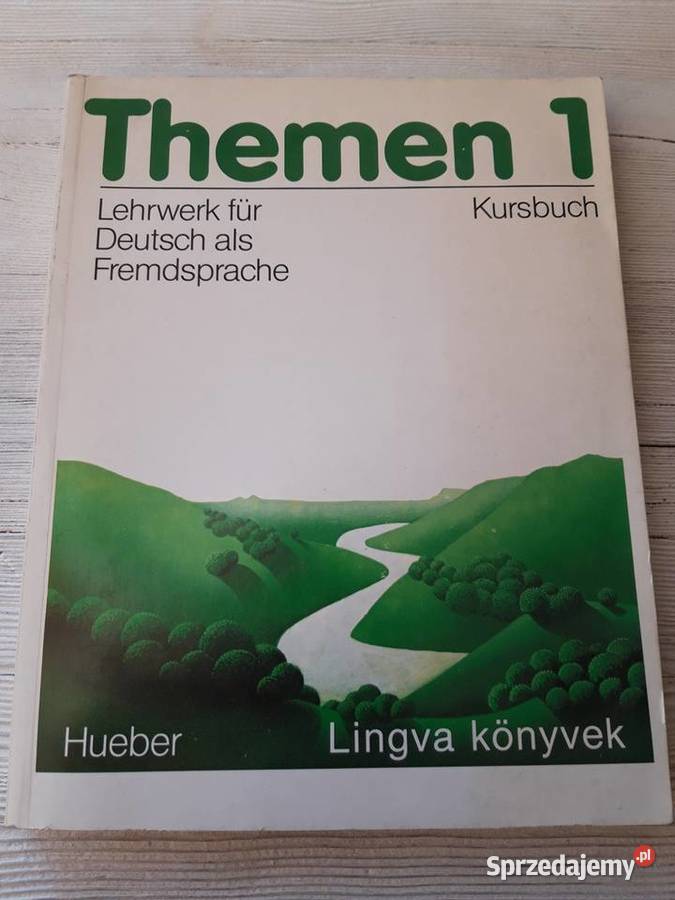 Themen 1
Lehrwerk für
Deutsch als
Fremdsprache
Kursbuch
Hueber
Lingva könyvek
Sprzedajemy.pl